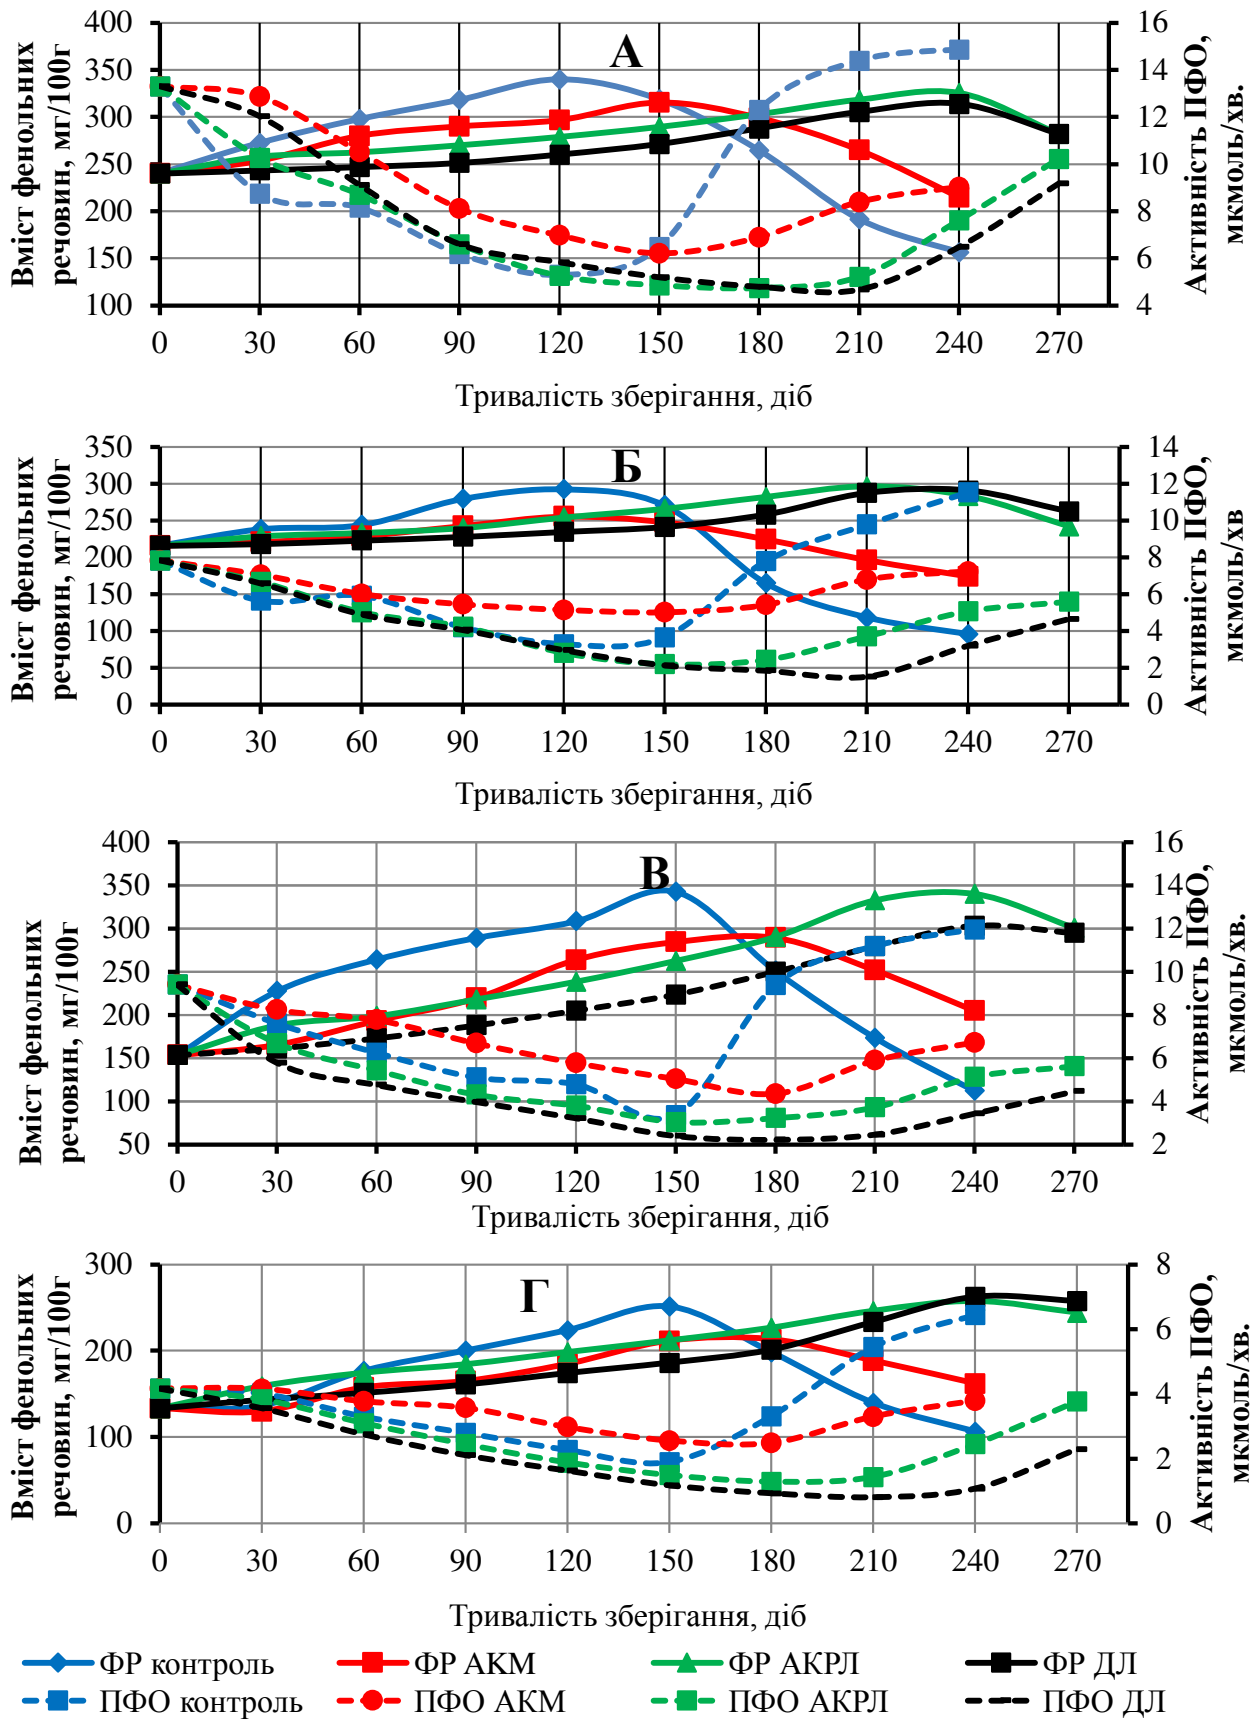 А
Вміст фенольних
речовин, мг/100г
400
350
300
250
200
150
100
16
14
12
10
8
6
4
Активність ПФО,
мкмоль/хв.
0 30 60 90 120 150 180 210 240 270
Тривалість зберігання, діб
Б
Вміст фенольних
речовин, мг/100г
350
300
250
200
150
100
50
0
14
12
10
8
6
4
2
0
Активність ПФО,
мкмоль/хв
0 30 60 90 120 150 180 210 240 270
Тривалість зберігання, діб
В
Вміст фенольних
речовин, мг/100г
400
350
300
250
200
150
100
50
16
14
12
10
8
6
4
2
Активність ПФО,
мкмоль/хв.
0 30 60 90 120 150 180 210 240 270
Тривалість зберігання, діб
Г
Вміст фенольних
речовин, мг/100г
300
200
100
0
8
6
4
2
0
Активність ПФО,
мкмоль/хв.
0 30 60 90 120 150 180 210 240 270
Тривалість зберігання, діб
ФР контроль ФР АКМ ФР АКРЛ ФР ДЛ
ПФО контроль ПФО АКМ ПФО АКРЛ ПФО ДЛ